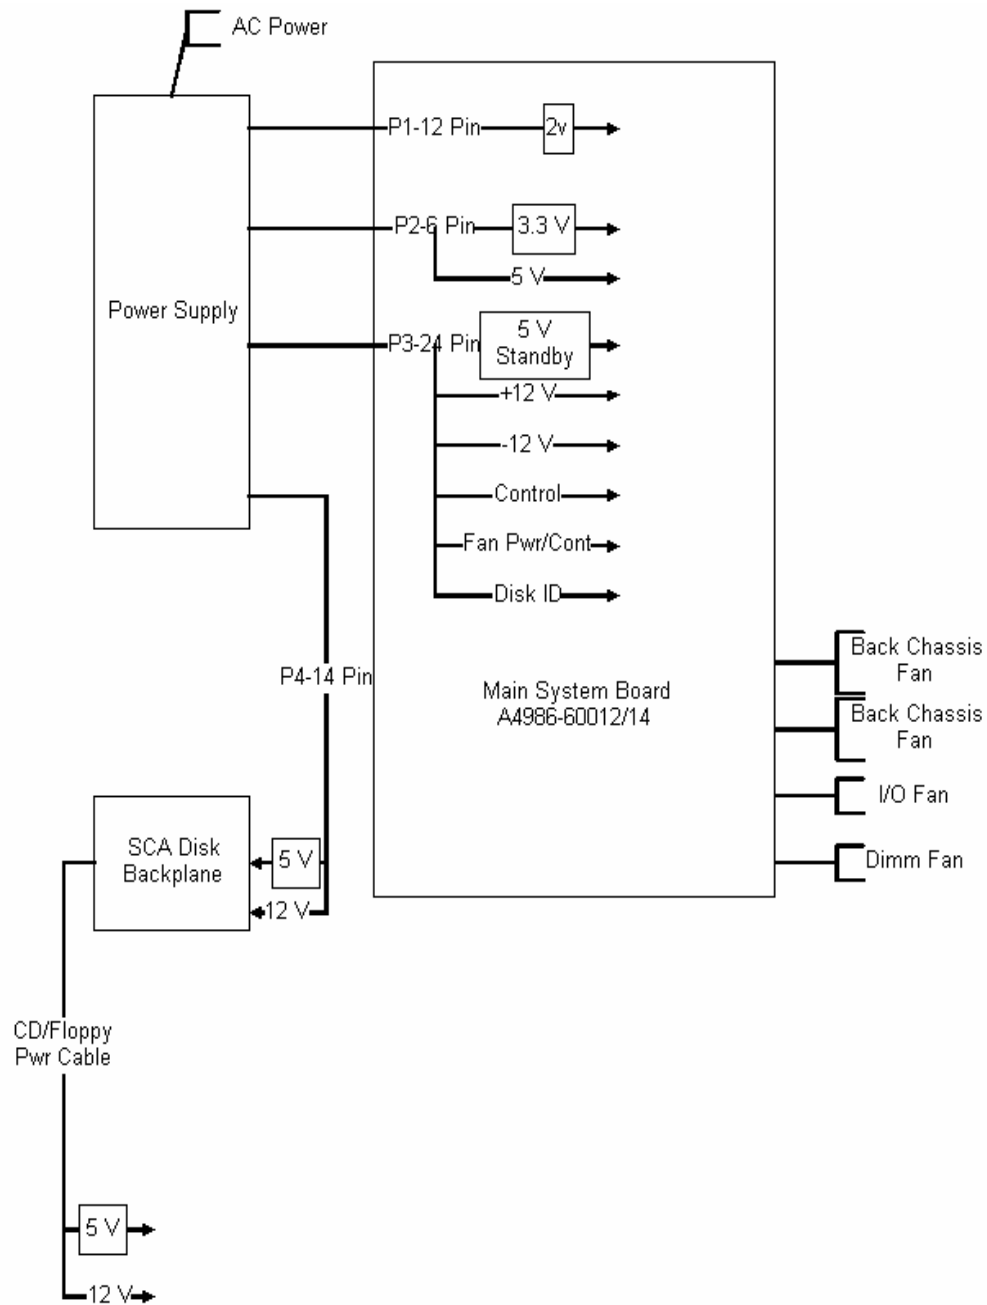 AC Power
P1-12 Pin
2v
P2-6 Pin
3.3 V
5 V
Power Supply
P3-24 Pin
5 V
Standby
+12 V
-12 V
Control
Fan Pwr/Cont
Disk ID
P4-14 Pin
Main System Board
A4986-60012/14
Back Chassis
Fan
Back Chassis
Fan
I/O Fan
Dimm Fan
SCA Disk
Backplane
5 V
12 V
CD/Floppy
Pwr Cable
5 V
12 V